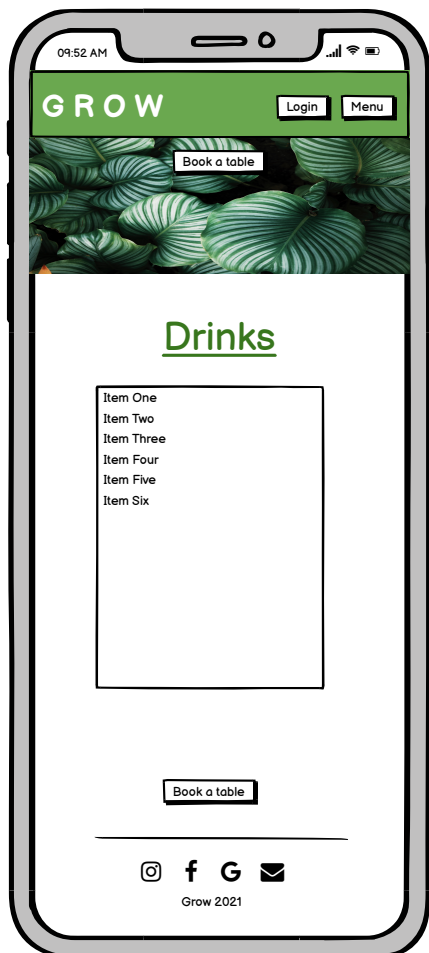 09:52 AM
GROW
Login
Menu
Book a table
Drinks
Item One
Item Two
Item Three
Item Four
Item Five
Item Six
Book a table
Grow 2021